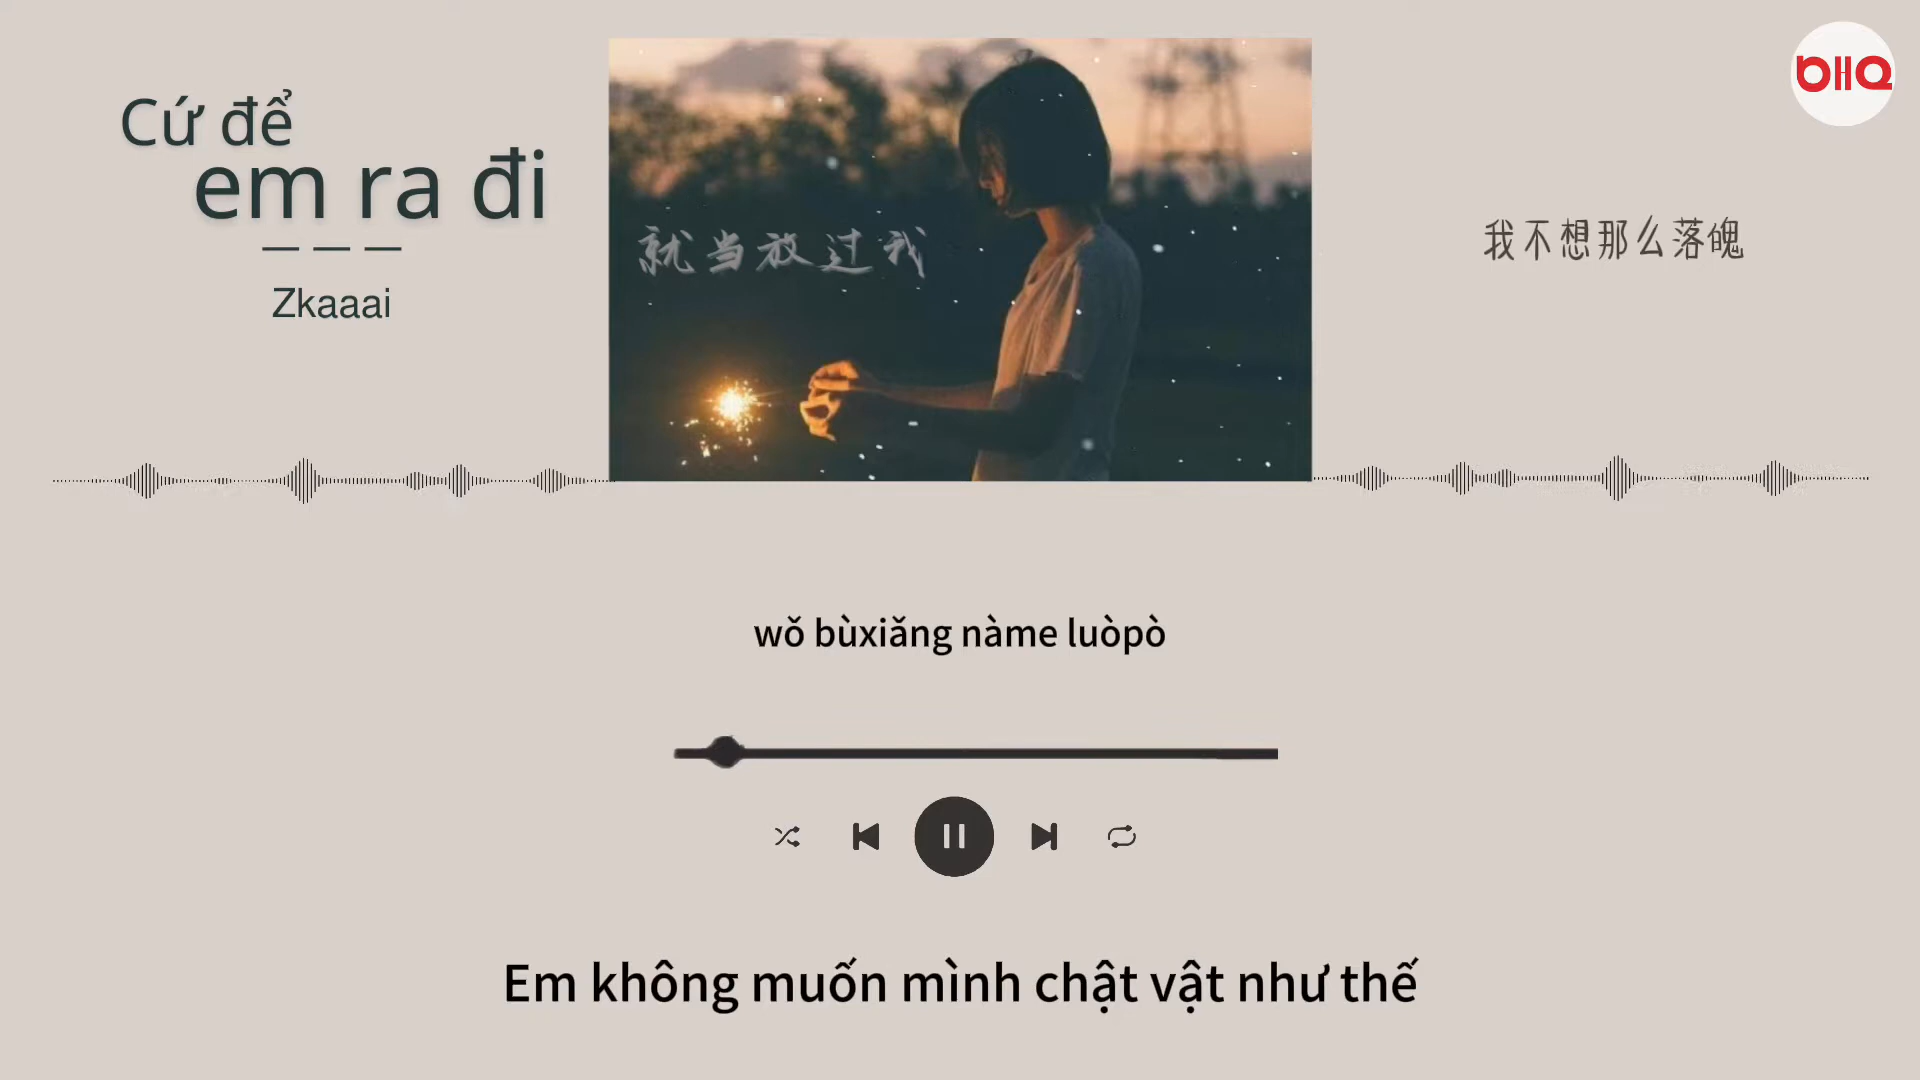 Cứ để
em ra đi
Zkaaai
就当放过我
bHQ
我不想那么落魄
wǒ bùxiǎng nàme luòpò
Em không muốn mình chật vật như thế